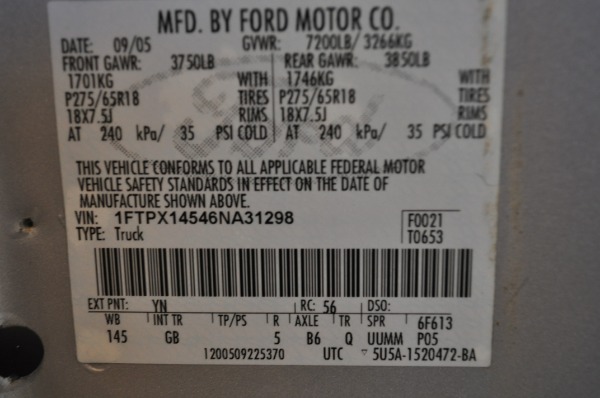 MFD. BY FORD MOTOR CO.
DATE: 09/05 GVWR: 7200LB/ 3266KG
FRONT GAWR: 3750LB REAR GAWR: 3850LB
1701KG WITH 1746KG WITH
P275/65R18 TIRES P275/65R18 TIRES
18X7.5J RIMS 18X7.5J RIMS
AT 240 kPa/ 35 PSI COLD AT 240 kPa/ 35 PSI COLD
THIS VEHICLE CONFORMS TO ALL APPLICABLE FEDERAL MOTOR
VEHICLE SAFETY STANDARDS IN EFFECT ON THE DATE OF
MANUFACTURE SHOWN ABOVE.
VIN: 1FTPX14546NA31298 F0021
TYPE: Truck T0653
EXT PNT: YN RC: 56 DSO:
WB INT TR TP/PS R AXLE TR SPR 6F613
145 GB 5 B6 Q UUMM P05
1200509225370 UTC 5U5A-1520472-BA